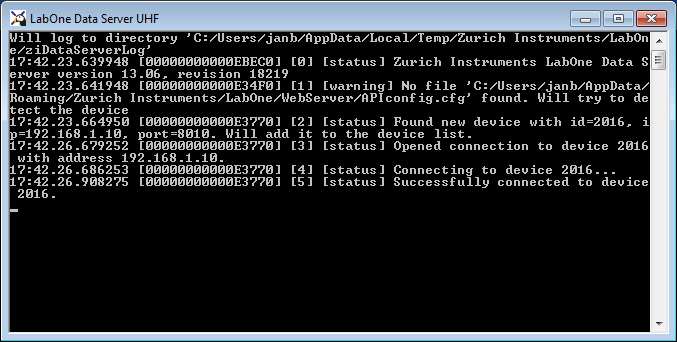 LabOne Data Server UHF
Will log to directory 'C:/Users/janb/AppData/Local/Temp/Zurich Instruments/LabOn
e/ziDataServerLog'
17:42.23.639948 [00000000000EBEC0] [0] [status] Zurich Instruments LabOne Data S
erver version 13.06, revision 18219
17:42.23.641948 [00000000000E34F0] [1] [warning] No file 'C:/Users/janb/AppData/
Roaming/Zurich Instruments/LabOne/WebServer/APIconfig.cfg' found. Will try to de
tect the device
17:42.23.664950 [00000000000E3770] [2] [status] Found new device with id=2016, i
p=192.168.1.10, port=8010. Will add it to the device list.
17:42.26.679252 [00000000000E3770] [3] [status] Opened connection to device 2016
 with address 192.168.1.10.
17:42.26.686253 [00000000000E3770] [4] [status] Connecting to device 2016...
17:42.26.908275 [00000000000E3770] [5] [status] Successfully connected to device
 2016.